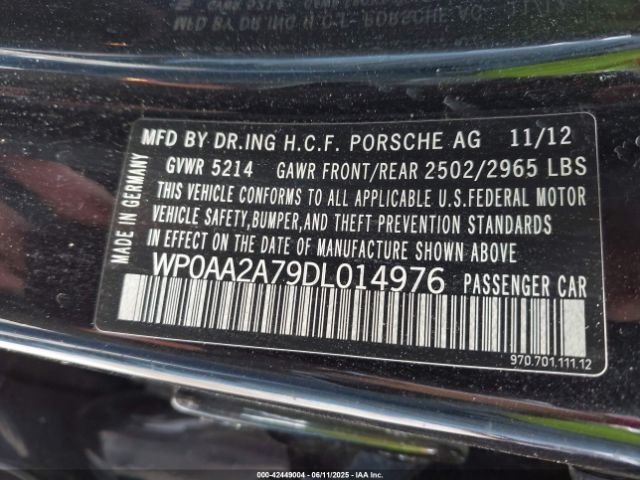 MFD BY DR.ING H.C.F. PORSCHE AG 11/12
GVWR 5214 GAWR FRONT/REAR 2502/2965 LBS
THIS VEHICLE CONFORMS TO ALL APPLICABLE U.S.FEDERAL MOTOR
VEHICLE SAFETY,BUMPER,AND THEFT PREVENTION STANDARDS
IN EFFECT ON THE DATE OF MANUFACTURE SHOWN ABOVE
WP0AA2A79DL014976 PASSENGER CAR
MADE IN GERMANY
970.701.111.12
000-42449004 - 06/11/2025 - IAA Inc.